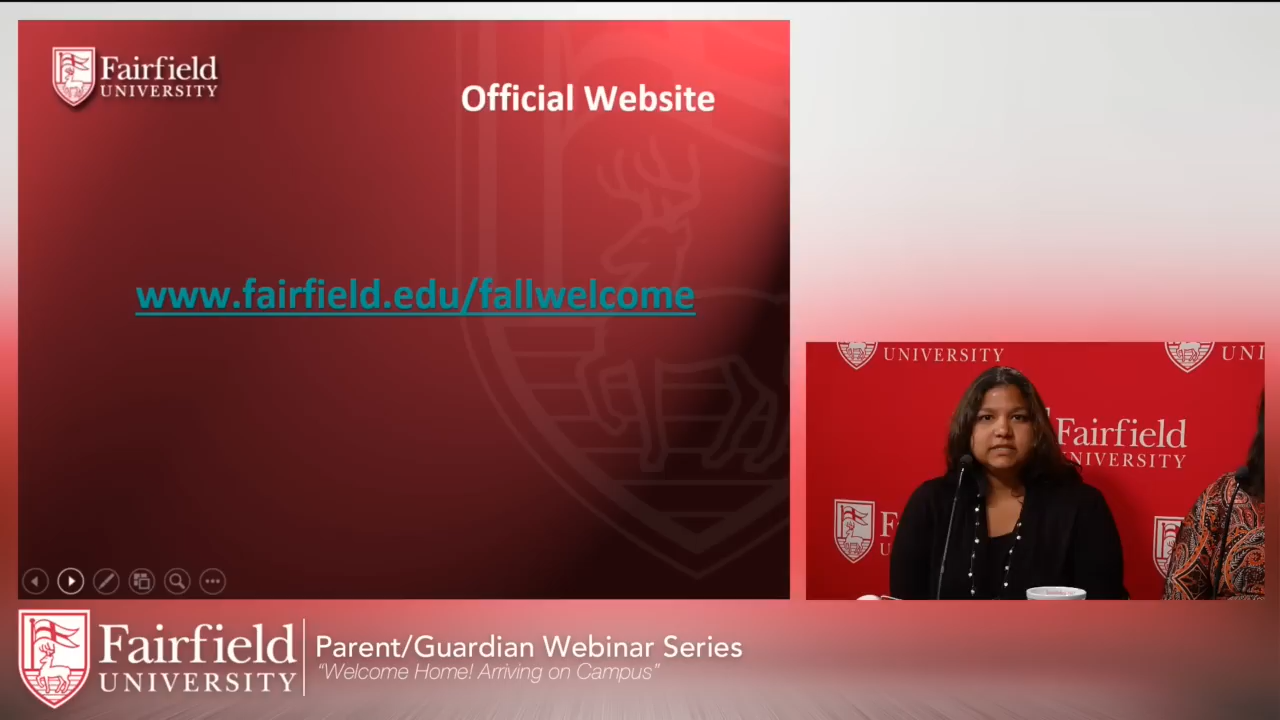 Fairfield
UNIVERSITY
Official Website
www.fairfield.edu/fallwelcome
UNIVERSITY
UNI
Fairfield
UNIVERSITY
F
U
Fairfield
UNIVERSITY
Parent/Guardian Webinar Series
“Welcome Home! Arriving on Campus”